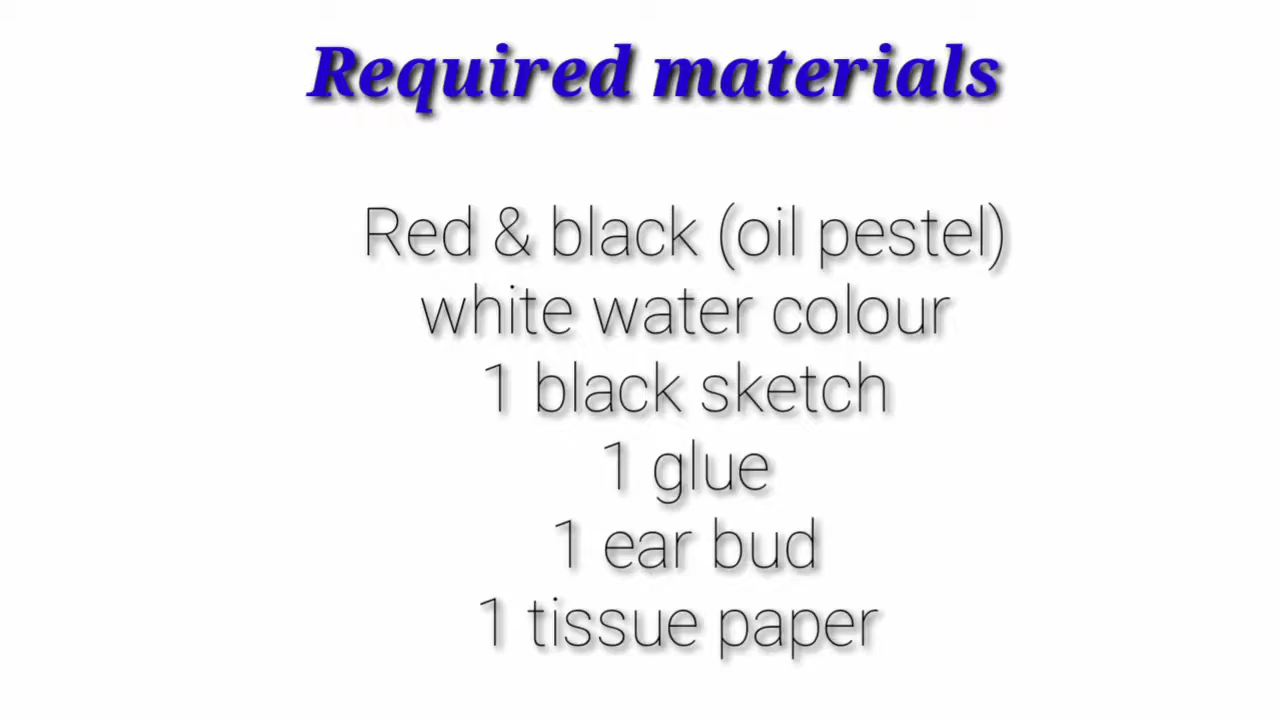 Required materials
Red & black (oil pestel)
white water colour
1 black sketch
1 glue
1 ear bud
1 tissue paper